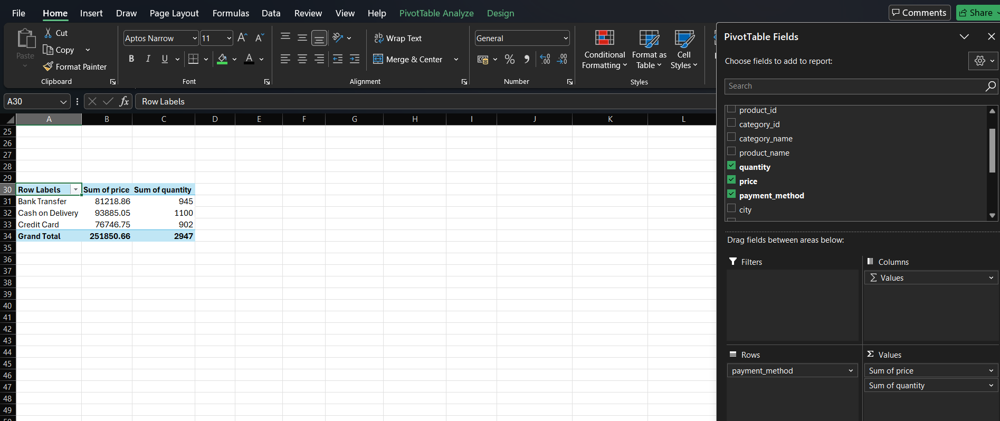 File Home Insert Draw Page Layout Formulas Data Review View Help PivotTable Analyze Design Comments Share
Paste
Cut
Copy
Format Painter
Clipboard
Aptos Narrow 11
B I U
Font
Wrap Text
Merge & Center
Alignment
General
Number
Conditional Formatting
Format as Table
Cell Styles
Styles
A30 fx Row Labels
A B C D E F G H I J K L
25
26
27
28
29
30 Row Labels Sum of price Sum of quantity
31 Bank Transfer 81218.86 945
32 Cash on Delivery 93885.05 1100
33 Credit Card 76746.75 902
34 Grand Total 251850.66 2947
35
36
37
38
39
40
41
42
43
44
45
46
47
48
49
PivotTable Fields
Choose fields to add to report:
Search
product_id
category_id
category_name
product_name
quantity
price
payment_method
city
Drag fields between areas below:
Filters
Columns
Values
Rows
payment_method
Values
Sum of price
Sum of quantity